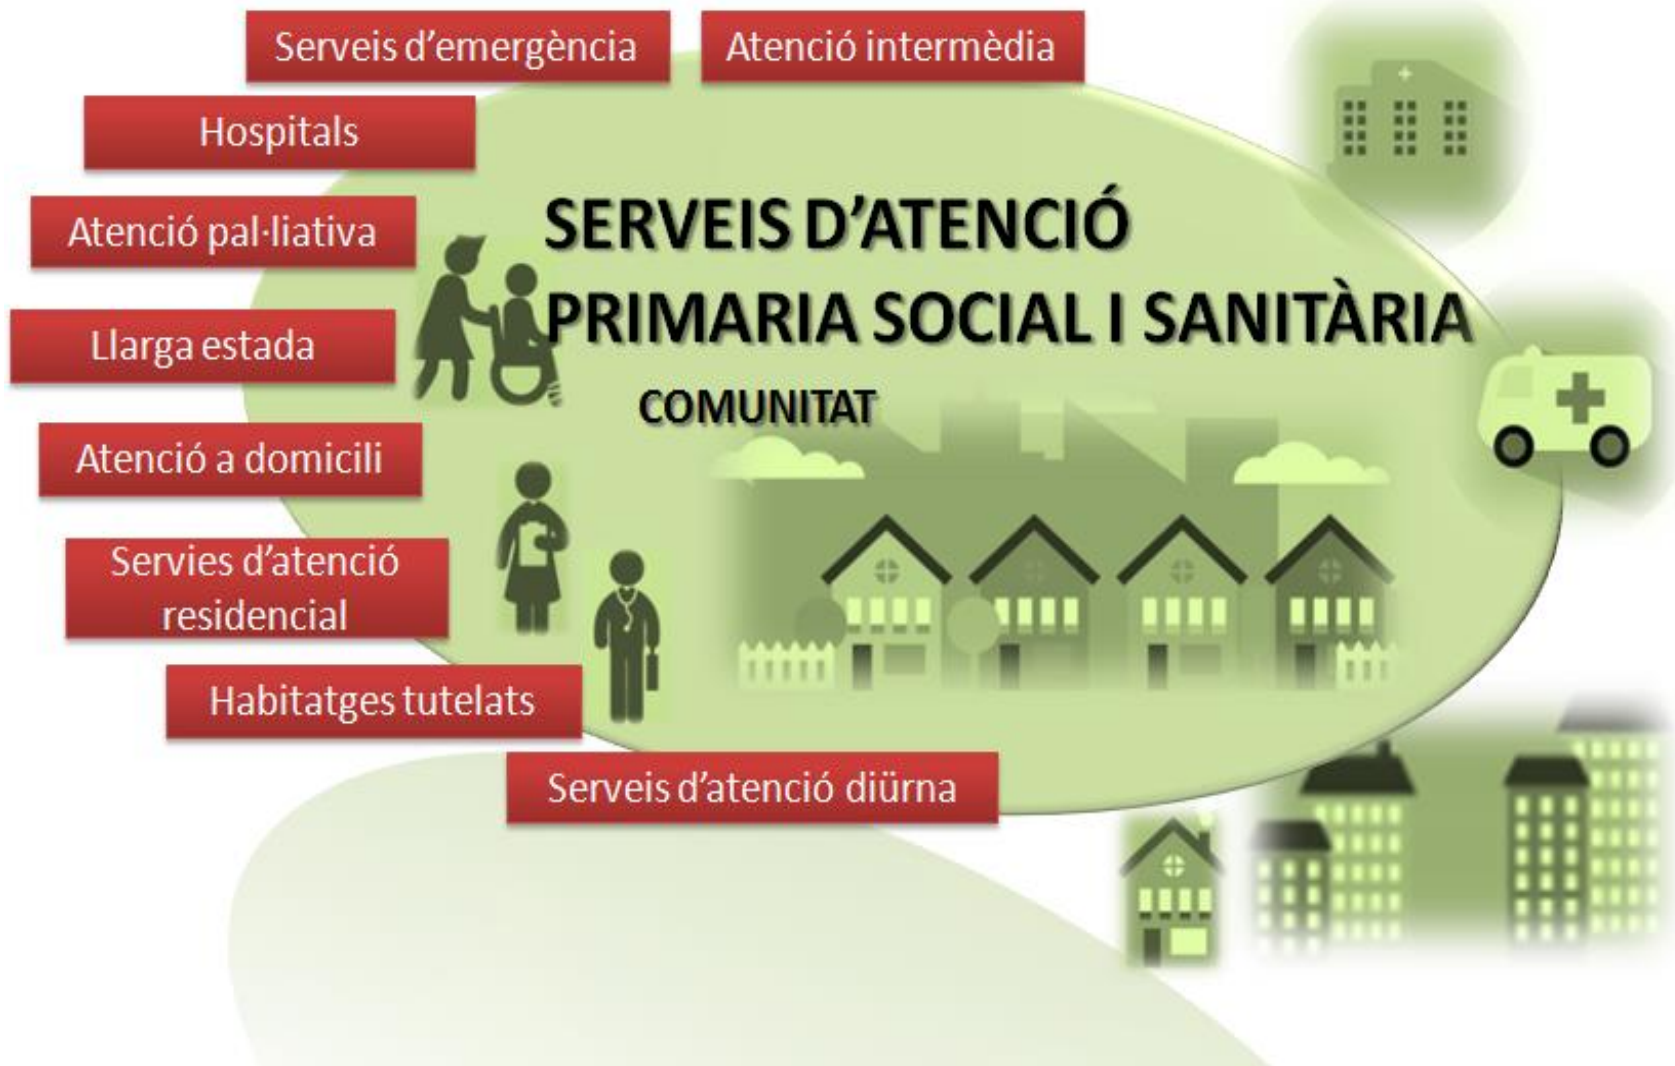 Serveis d’emergència
Atenció intermèdia
Hospitals
Atenció pal·liativa
Llarga estada
Atenció a domicili
Servies d’atenció
residencial
Habitatges tutelats
Serveis d’atenció diürna
SERVEIS D’ATENCIÓ
PRIMARIA SOCIAL I SANITÀRIA
COMUNITAT